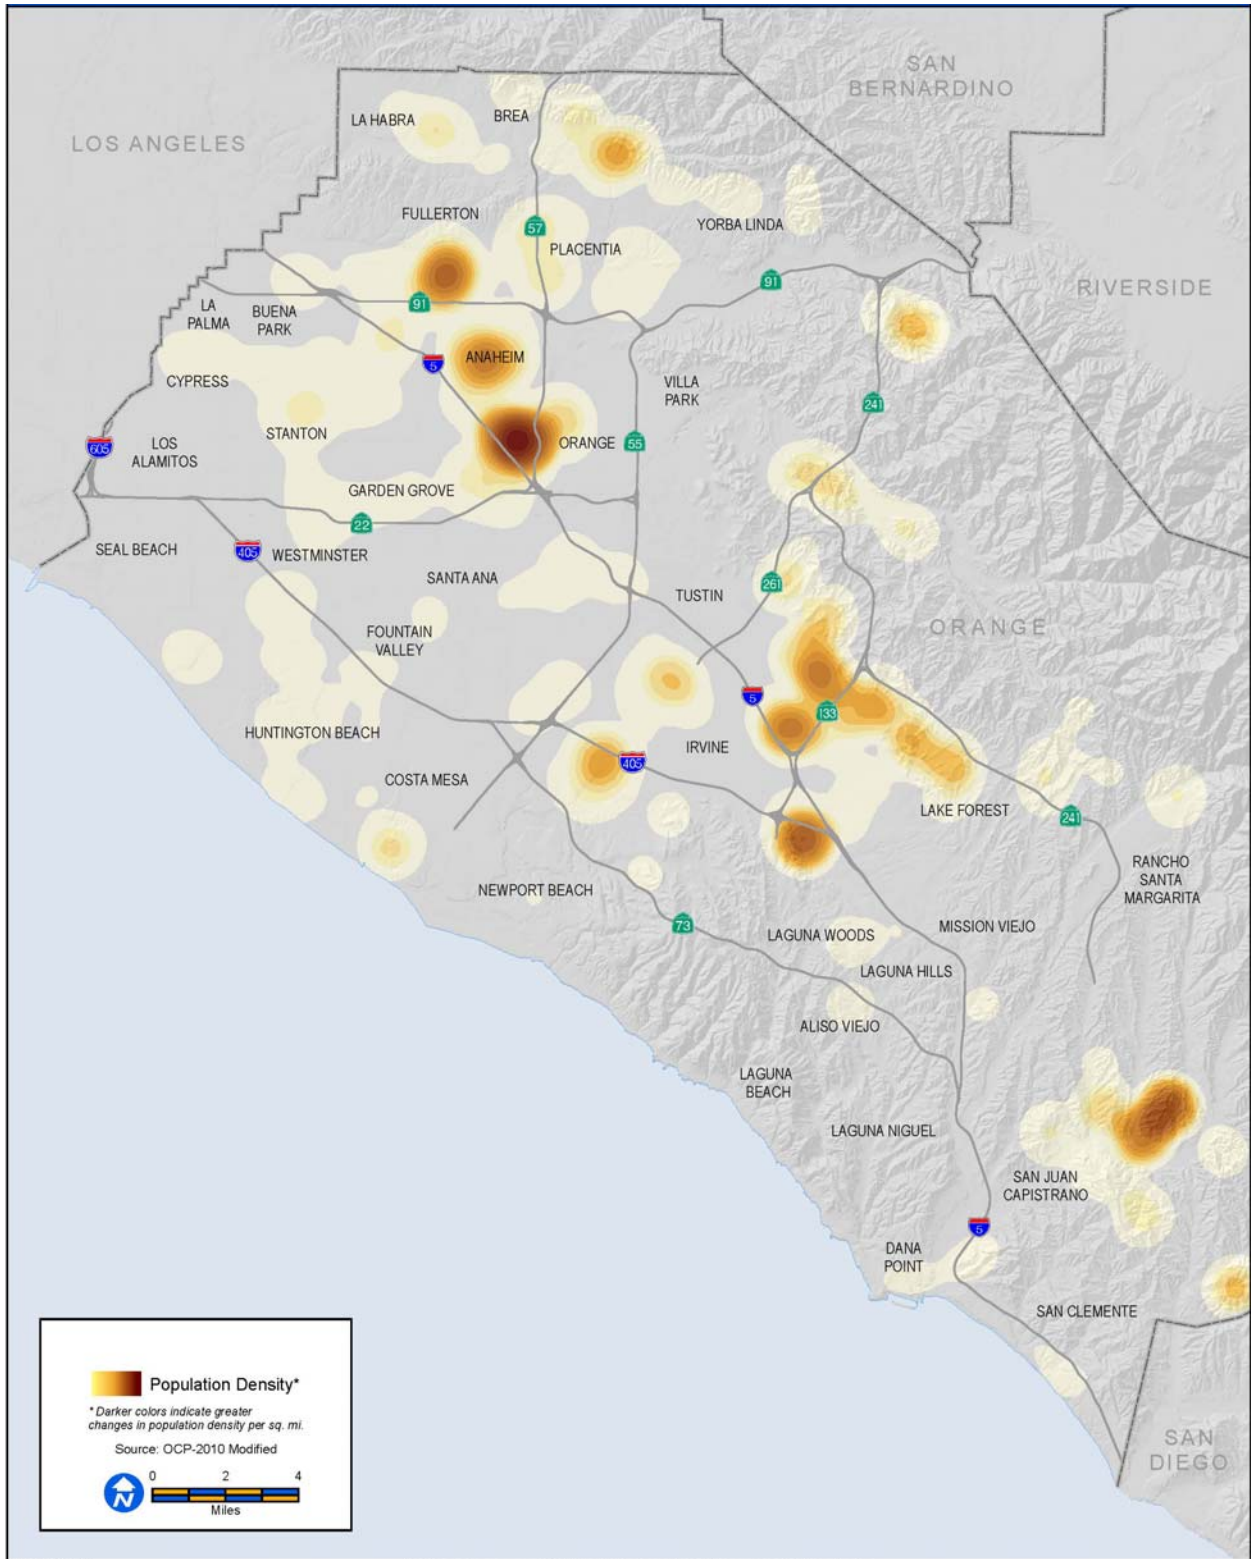 SAN
BERNARDINO
LOS ANGELES
LA HABRA
BREA
FULLERTON
57
PLACENTIA
YORBA LINDA
91
RIVERSIDE
LA
PALMA
BUENA
PARK
91
5
ANAHEIM
CYPRESS
VILLA
PARK
241
STANTON
605
LOS
ALAMITOS
ORANGE
55
GARDEN GROVE
22
SEAL BEACH
405
WESTMINSTER
SANTA ANA
TUSTIN
261
FOUNTAIN
VALLEY
ORANGE
5
133
HUNTINGTON BEACH
IRVINE
405
COSTA MESA
LAKE FOREST
241
NEWPORT BEACH
RANCHO
SANTA
MARGARITA
73
LAGUNA WOODS
MISSION VIEJO
LAGUNA HILLS
ALISO VIEJO
LAGUNA
BEACH
LAGUNA NIGUEL
SAN JUAN
CAPISTRANO
5
DANA
POINT
SAN CLEMENTE
SAN
DIEGO
Population Density*
* Darker colors indicate greater
changes in population density per sq. mi.
Source: OCP-2010 Modified
N
0 2 4
Miles